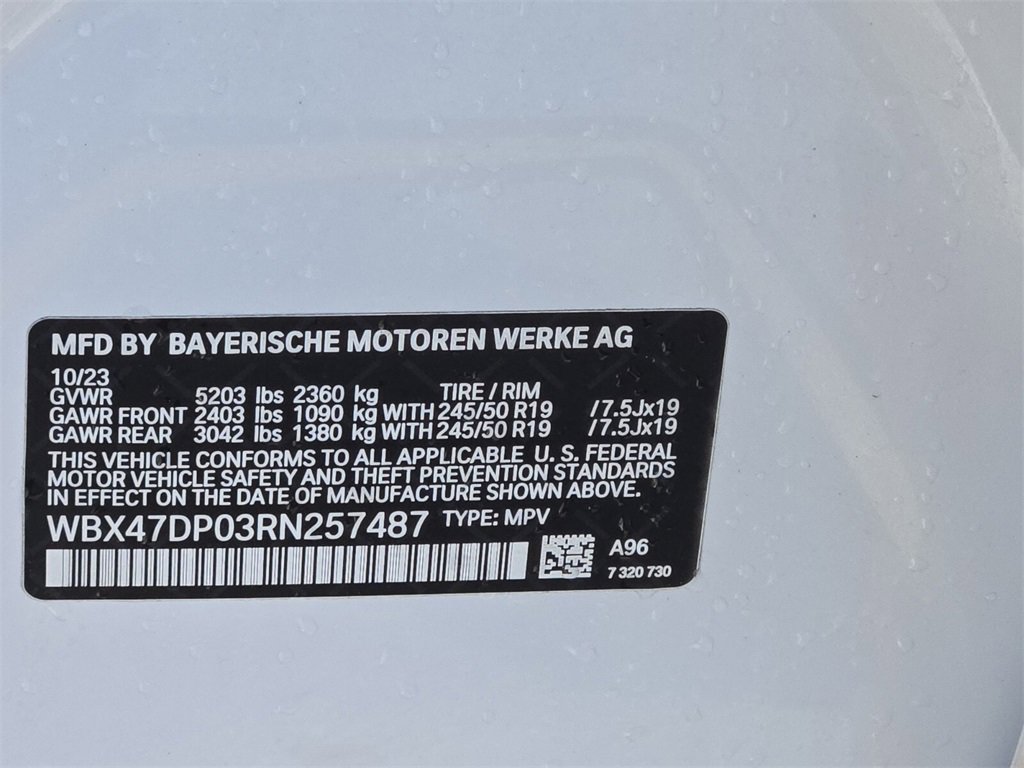 MFD BY BAYERISCHE MOTOREN WERKE AG
10/23
GVWR 5203 lbs 2360 kg TIRE / RIM
GAWR FRONT 2403 lbs 1090 kg WITH 245/50 R19 /7.5Jx19
GAWR REAR 3042 lbs 1380 kg WITH 245/50 R19 /7.5Jx19
THIS VEHICLE CONFORMS TO ALL APPLICABLE U. S. FEDERAL
MOTOR VEHICLE SAFETY AND THEFT PREVENTION STANDARDS
IN EFFECT ON THE DATE OF MANUFACTURE SHOWN ABOVE.
WBX47DP03RN257487 TYPE: MPV
A96
7 320 730